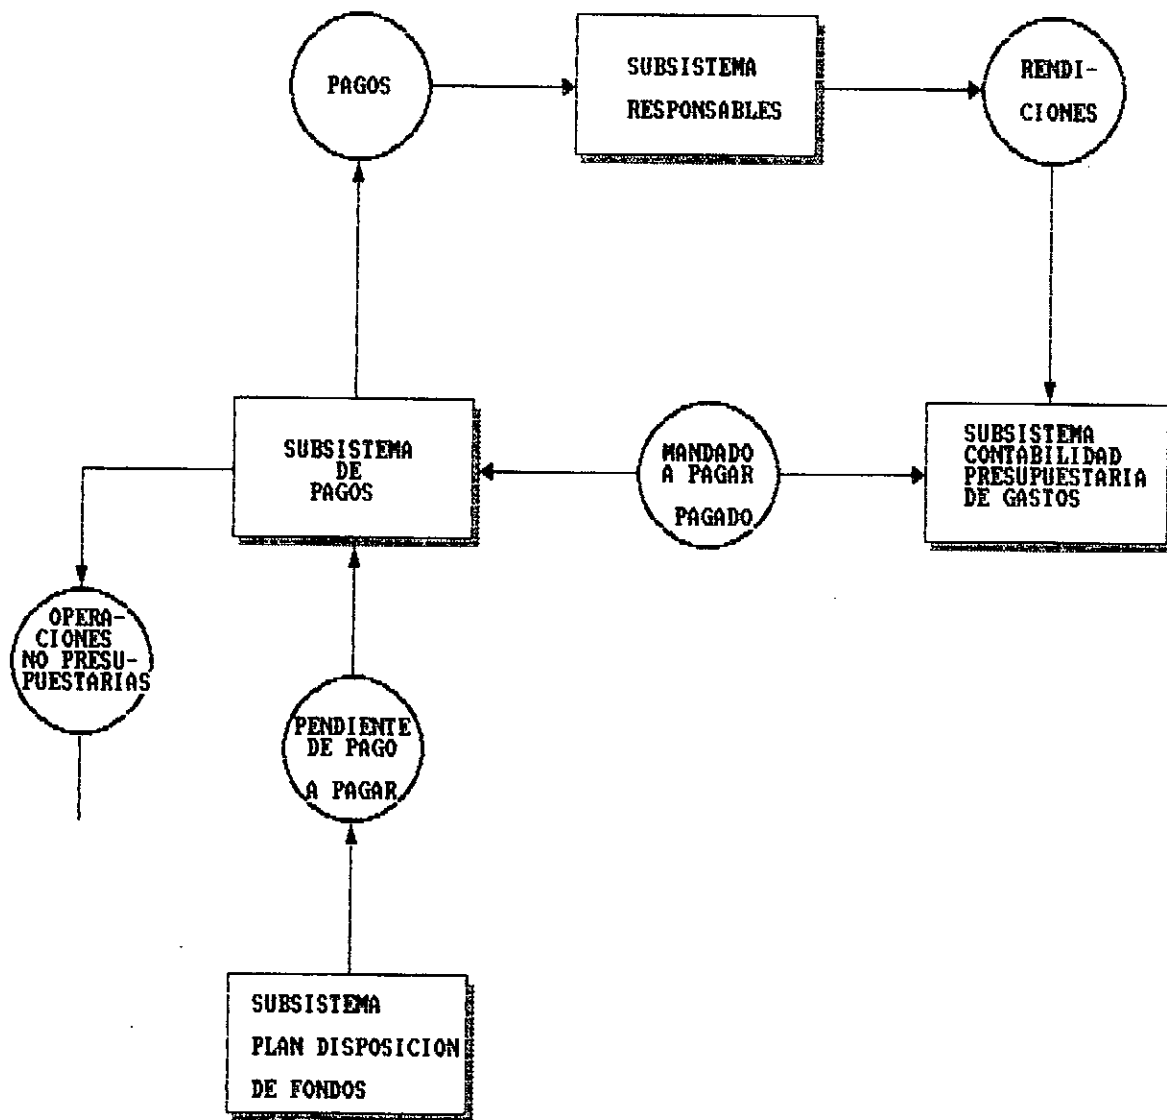 PAGOS
SUBSISTEMA
RESPONSABLES
RENDI-
CIONES
SUBSISTEMA
DE
PAGOS
MANDADO
A PAGAR
PAGADO
SUBSISTEMA
CONTABILIDAD
PRESUPUESTARIA
DE GASTOS
OPERA-
CIONES
NO PRESU-
PUESTARIAS
PENDIENTE
DE PAGO
A PAGAR
SUBSISTEMA
PLAN DISPOSICION
DE FONDOS